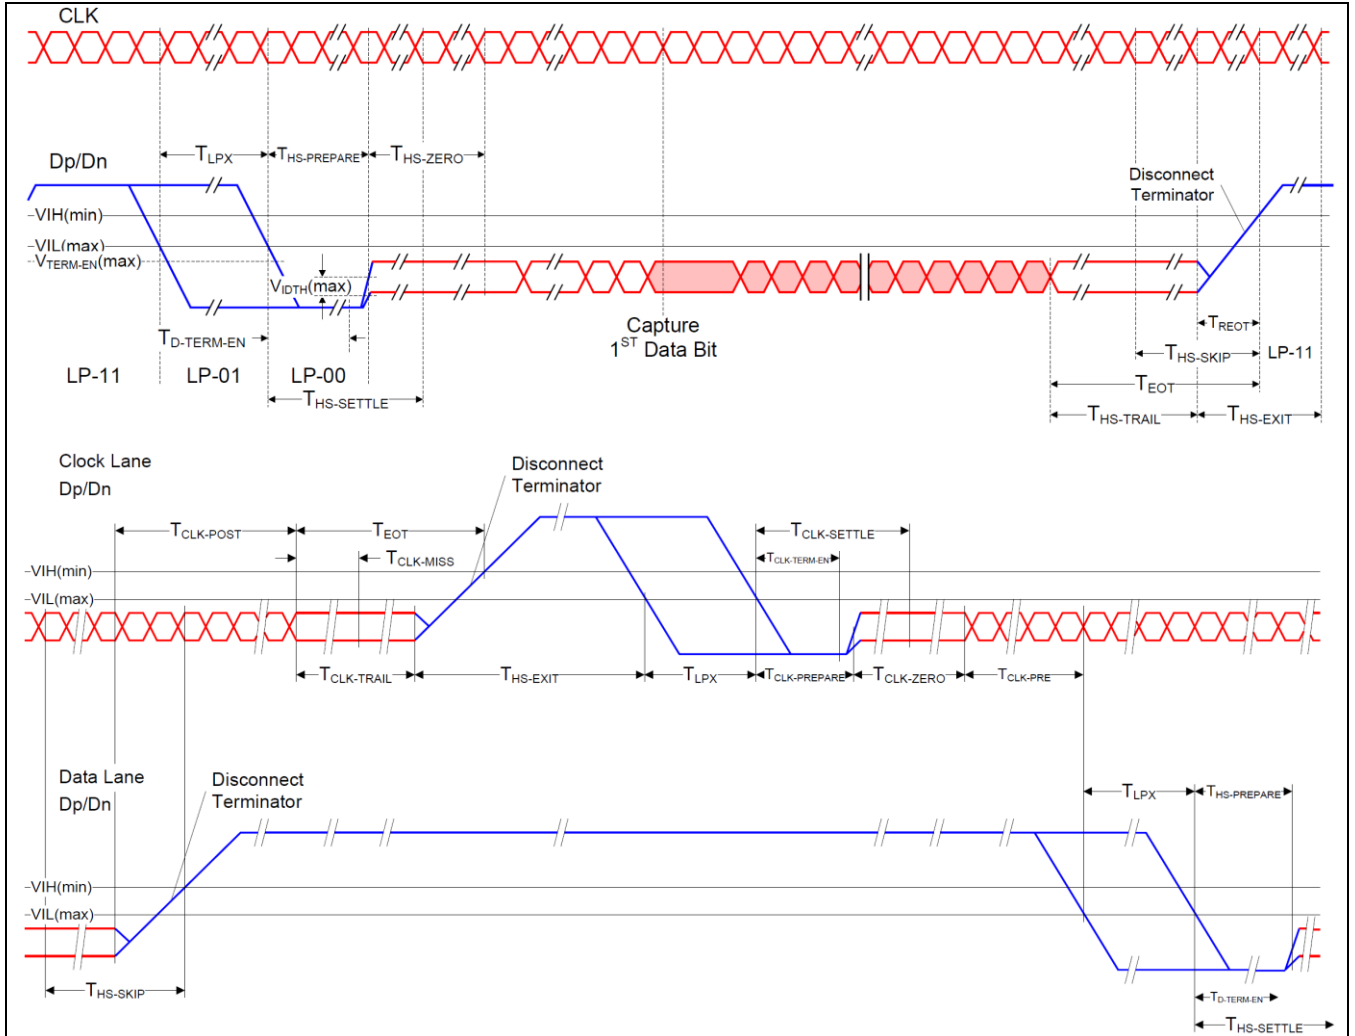 CLK
Dp/Dn
TLPX
THS-PREPARE
THS-ZERO
Disconnect
Terminator
VIH(min)
VIL(max)
VTERM-EN(max)
VIDTH(max)
TD-TERM-EN
Capture
1ST Data Bit
TREOT
THS-SKIP
LP-11
TEOT
LP-11
LP-01
LP-00
THS-SETTLE
THS-TRAIL
THS-EXIT
Clock Lane
Dp/Dn
Disconnect
Terminator
TCLK-POST
TEOT
TCLK-SETTLE
TCLK-MISS
TCLK-TERM-EN
VIH(min)
VIL(max)
TCLK-TRAIL
THS-EXIT
TLPX
TCLK-PREPARE
TCLK-ZERO
TCLK-PRE
Data Lane
Dp/Dn
Disconnect
Terminator
TLPX
THS-PREPARE
VIH(min)
VIL(max)
THS-SKIP
TD-TERM-EN
THS-SETTLE